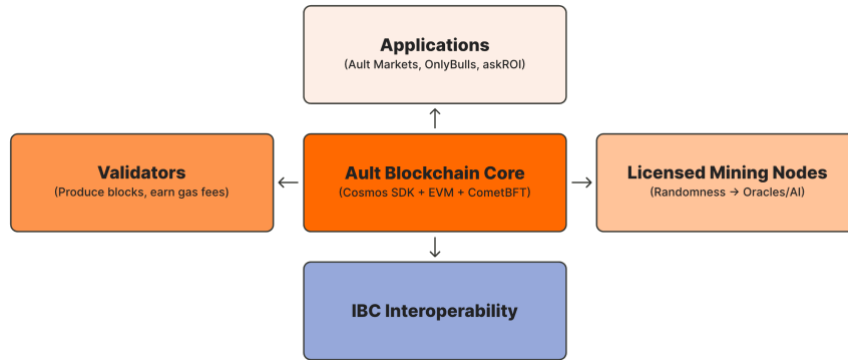 Applications
(Ault Markets, OnlyBulls, askROI)
Validators
(Produce blocks, earn gas fees)
Ault Blockchain Core
(Cosmos SDK + EVM + CometBFT)
Licensed Mining Nodes
(Randomness → Oracles/AI)
IBC Interoperability